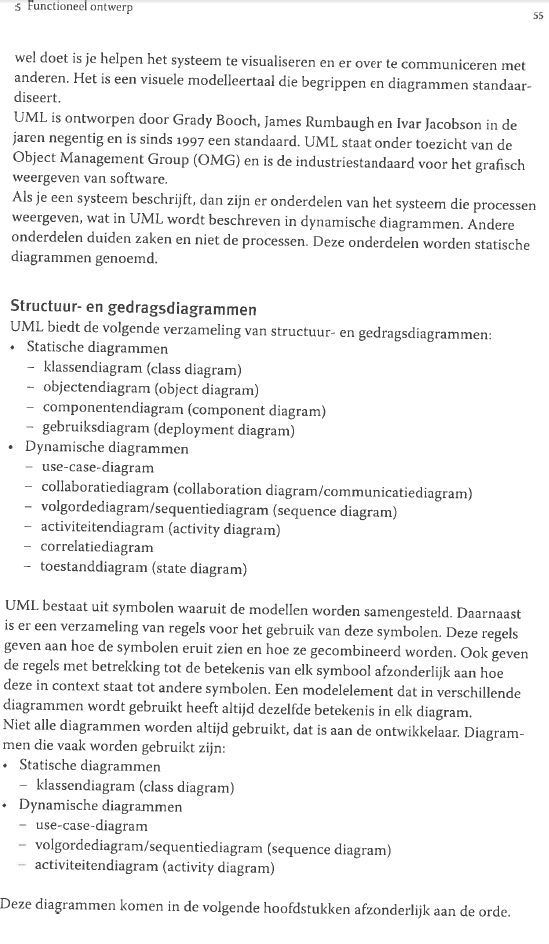 5 Functioneel ontwerp
55
wel doet is je helpen het systeem te visualiseren en er over te communiceren met
anderen. Het is een visuele modelleertaal die begrippen en diagrammen standaar-
diseert.
UML is ontworpen door Grady Booch, James Rumbaugh en Ivar Jacobson in de
jaren negentig en is sinds 1997 een standaard. UML staat onder toezicht van de
Object Management Group (OMG) en is de industriestandaard voor het grafisch
weergeven van software.
Als je een systeem beschrijft, dan zijn er onderdelen van het systeem die processen
weergeven, wat in UML wordt beschreven in dynamische diagrammen. Andere
onderdelen duiden zaken en niet de processen. Deze onderdelen worden statische
diagrammen genoemd.
Structuur- en gedragsdiagrammen
UML biedt de volgende verzameling van structuur- en gedragsdiagrammen:
• Statische diagrammen
– klassendiagram (class diagram)
– objectendiagram (object diagram)
– componentendiagram (component diagram)
– gebruiksdiagram (deployment diagram)
• Dynamische diagrammen
– use-case-diagram
– collaboratiediagram (collaboration diagram/communicatiediagram)
– volgordediagram/sequentiediagram (sequence diagram)
– activiteitendiagram (activity diagram)
– correlatiediagram
– toestanddiagram (state diagram)
UML bestaat uit symbolen waaruit de modellen worden samengesteld. Daarnaast
is er een verzameling van regels voor het gebruik van deze symbolen. Deze regels
geven aan hoe de symbolen eruit zien en hoe ze gecombineerd worden. Ook geven
de regels met betrekking tot de betekenis van elk symbool afzonderlijk aan hoe
deze in context staat tot andere symbolen. Een modelelement dat in verschillende
diagrammen wordt gebruikt heeft altijd dezelfde betekenis in elk diagram.
Niet alle diagrammen worden altijd gebruikt, dat is aan de ontwikkelaar. Diagram-
men die vaak worden gebruikt zijn:
• Statische diagrammen
– klassendiagram (class diagram)
• Dynamische diagrammen
– use-case-diagram
– volgordediagram/sequentiediagram (sequence diagram)
– activiteitendiagram (activity diagram)
Deze diagrammen komen in de volgende hoofdstukken afzonderlijk aan de orde.